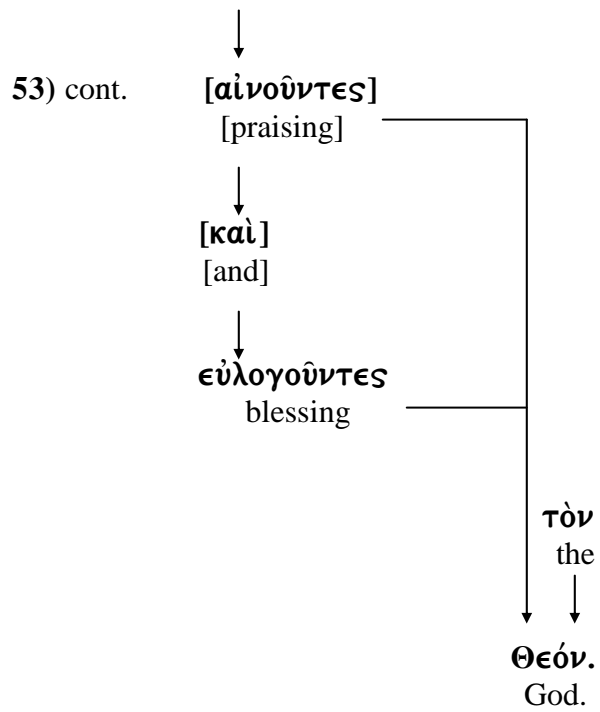 53) cont. [αἰνοῦντες]
[praising]
[καὶ]
[and]
εὐλογοῦντες
blessing
τὸν
the
Θεόν.
God.